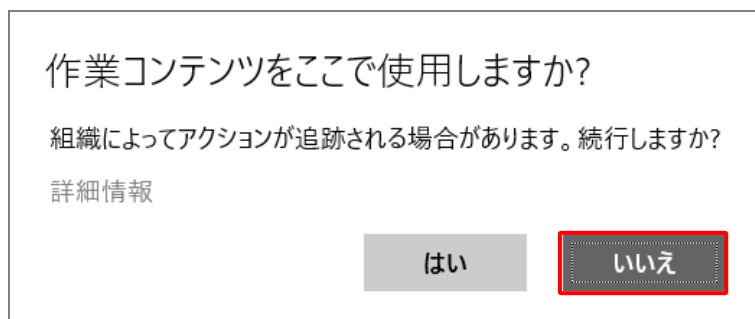 作業コンテンツをここで使用しますか?
組織によってアクションが追跡される場合があります。続行しますか?
詳細情報
はい
いいえ